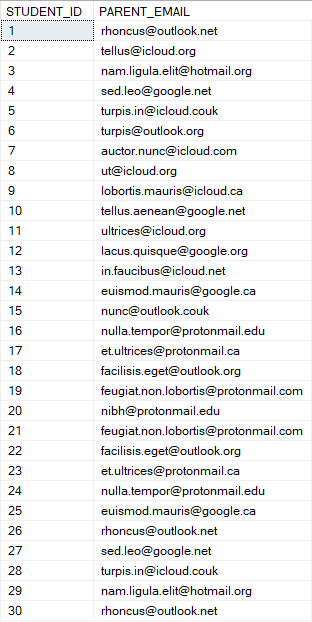 STUDENT_ID PARENT_EMAIL
1 rhoncus@outlook.net
2 tellus@icloud.org
3 nam.ligula.elit@hotmail.org
4 sed.leo@google.net
5 turpis.in@icloud.couk
6 turpis@outlook.org
7 auctor.nunc@icloud.com
8 ut@icloud.org
9 lobortis.mauris@icloud.ca
10 tellus.aenean@google.net
11 ultrices@icloud.org
12 lacus.quisque@google.org
13 in.faucibus@icloud.net
14 euismod.mauris@google.ca
15 nunc@outlook.couk
16 nulla.tempor@protonmail.edu
17 et.ultrices@protonmail.ca
18 facilisis.eget@outlook.org
19 feugiat.non.lobortis@protonmail.com
20 nibh@protonmail.edu
21 feugiat.non.lobortis@protonmail.com
22 facilisis.eget@outlook.org
23 et.ultrices@protonmail.ca
24 nulla.tempor@protonmail.edu
25 euismod.mauris@google.ca
26 rhoncus@outlook.net
27 sed.leo@google.net
28 turpis.in@icloud.couk
29 nam.ligula.elit@hotmail.org
30 rhoncus@outlook.net